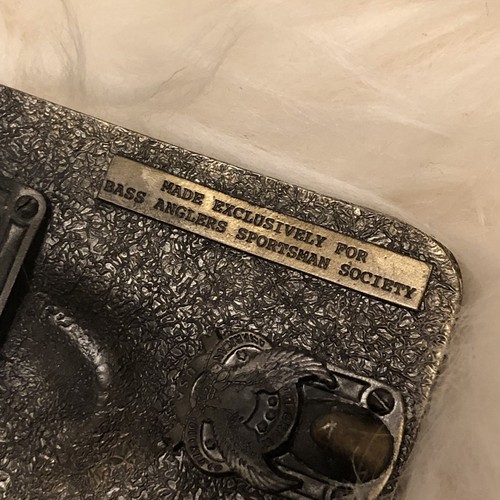 MADE EXCLUSIVELY FOR
BASS ANGLERS SPORTSMAN SOCIETY